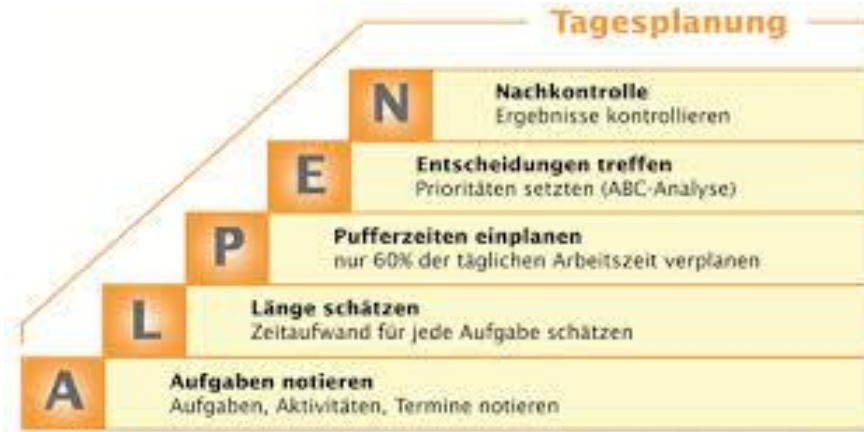 Tagesplanung
N
Nachkontrolle
Ergebnisse kontrollieren
E
Entscheidungen treffen
Prioritäten setzten (ABC-Analyse)
P
Pufferzeiten einplanen
nur 60% der täglichen Arbeitszeit verplanen
L
Länge schätzen
Zeitaufwand für jede Aufgabe schätzen
A
Aufgaben notieren
Aufgaben, Aktivitäten, Termine notieren